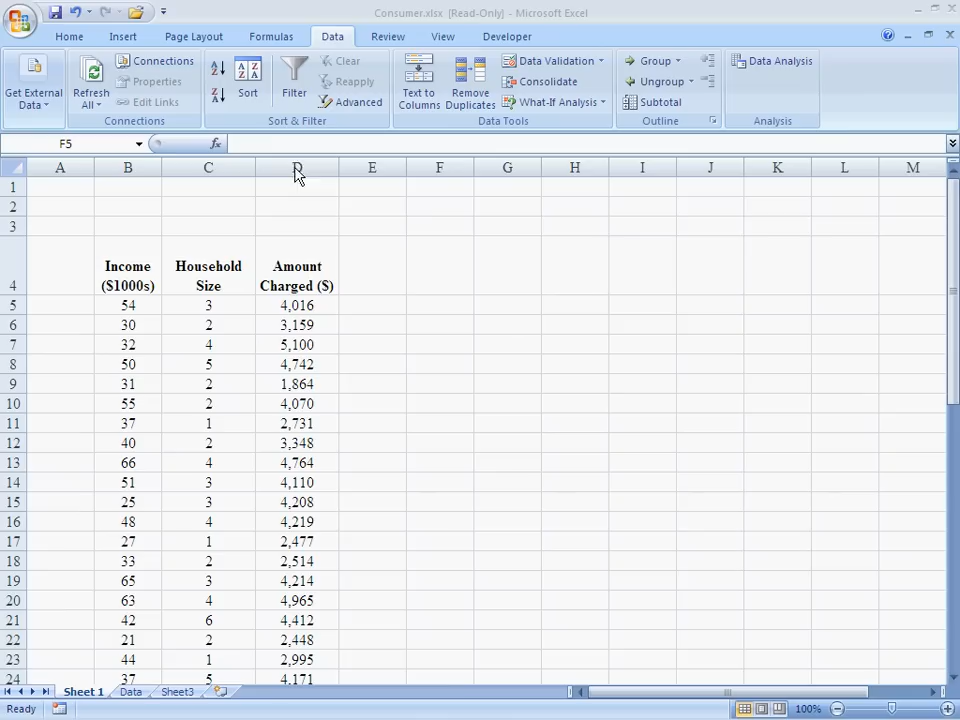 Consumer.xlsx [Read-Only] - Microsoft Excel
Home Insert Page Layout Formulas Data Review View Developer
Get External Data
Refresh All
Connections
Properties
Edit Links
Connections
Sort
Filter
Clear
Reapply
Advanced
Sort & Filter
Text to Columns
Remove Duplicates
Data Validation
Consolidate
What-If Analysis
Data Tools
Group
Ungroup
Subtotal
Outline
Data Analysis
Analysis
F5 fx
A B C D E F G H I J K L M
1
2
3
Income Household Amount
4 ($1000s) Size Charged ($)
5 54 3 4,016
6 30 2 3,159
7 32 4 5,100
8 50 5 4,742
9 31 2 1,864
10 55 2 4,070
11 37 1 2,731
12 40 2 3,348
13 66 4 4,764
14 51 3 4,110
15 25 3 4,208
16 48 4 4,219
17 27 1 2,477
18 33 2 2,514
19 65 3 4,214
20 63 4 4,965
21 42 6 4,412
22 21 2 2,448
23 44 1 2,995
24 37 5 4,171
Sheet 1 Data Sheet3
Ready 100%